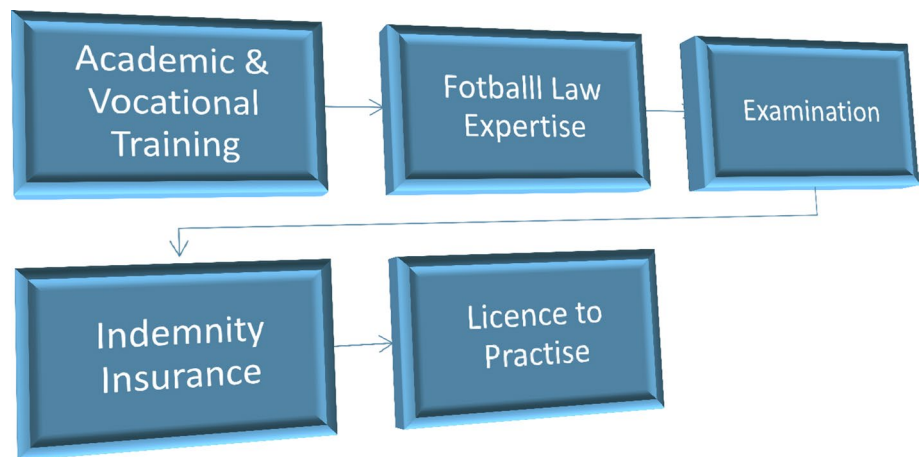 Academic &
Vocational
Training
Fotballl Law
Expertise
Examination
Indemnity
Insurance
Licence to
Practise